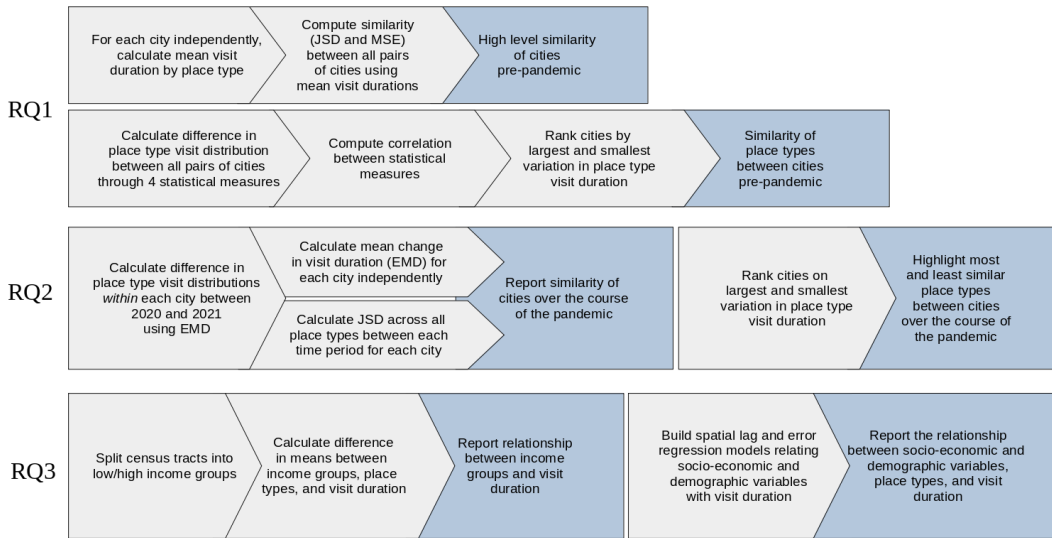 RQ1
For each city independently,
calculate mean visit
duration by place type
Compute similarity
(JSD and MSE)
between all pairs
of cities using
mean visit durations
High level similarity
of cities
pre-pandemic
Calculate difference in
place type visit distribution
between all pairs of cities
through 4 statistical measures
Compute correlation
between statistical
measures
Rank cities by
largest and smallest
variation in place type
visit duration
Similarity of
place types
between cities
pre-pandemic
RQ2
Calculate difference in
place type visit distributions
within each city between
2020 and 2021
using EMD
Calculate mean change
in visit duration (EMD) for
each city independently
Calculate JSD across all
place types between each
time period for each city
Report similarity of
cities over the course
of the pandemic
Rank cities on
largest and smallest
variation in place type
visit duration
Highlight most
and least similar
place types
between cities
over the course of
the pandemic
RQ3
Split census tracts into
low/high income groups
Calculate difference
in means between
income groups, place
types, and visit duration
Report relationship
between income
groups and visit
duration
Build spatial lag and error
regression models relating
socio-economic and
demographic variables
with visit duration
Report the relationship
between socio-economic and
demographic variables,
place types, and visit
duration